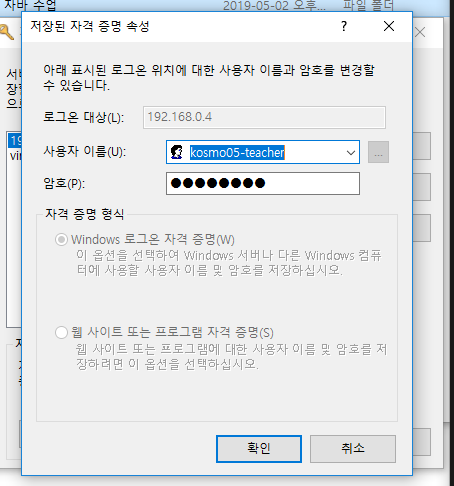 자바 수업 2019-05-02 오후... 파일 폴더
저장된 자격 증명 속성
아래 표시된 로그온 위치에 대한 사용자 이름과 암호를 변경할
수 있습니다.
로그온 대상(L): 192.168.0.4
사용자 이름(U): kosmo05-teacher
...
암호(P): ●●●●●●●●
자격 증명 형식
Windows 로그온 자격 증명(W)
이 옵션을 선택하여 Windows 서버나 다른 Windows 컴퓨
터에 사용할 사용자 이름 및 암호를 저장하십시오.
웹 사이트 또는 프로그램 자격 증명(S)
웹 사이트 또는 프로그램에 대한 사용자 이름 및 암호를 저
장하려면 이 옵션을 선택하십시오.
확인 취소